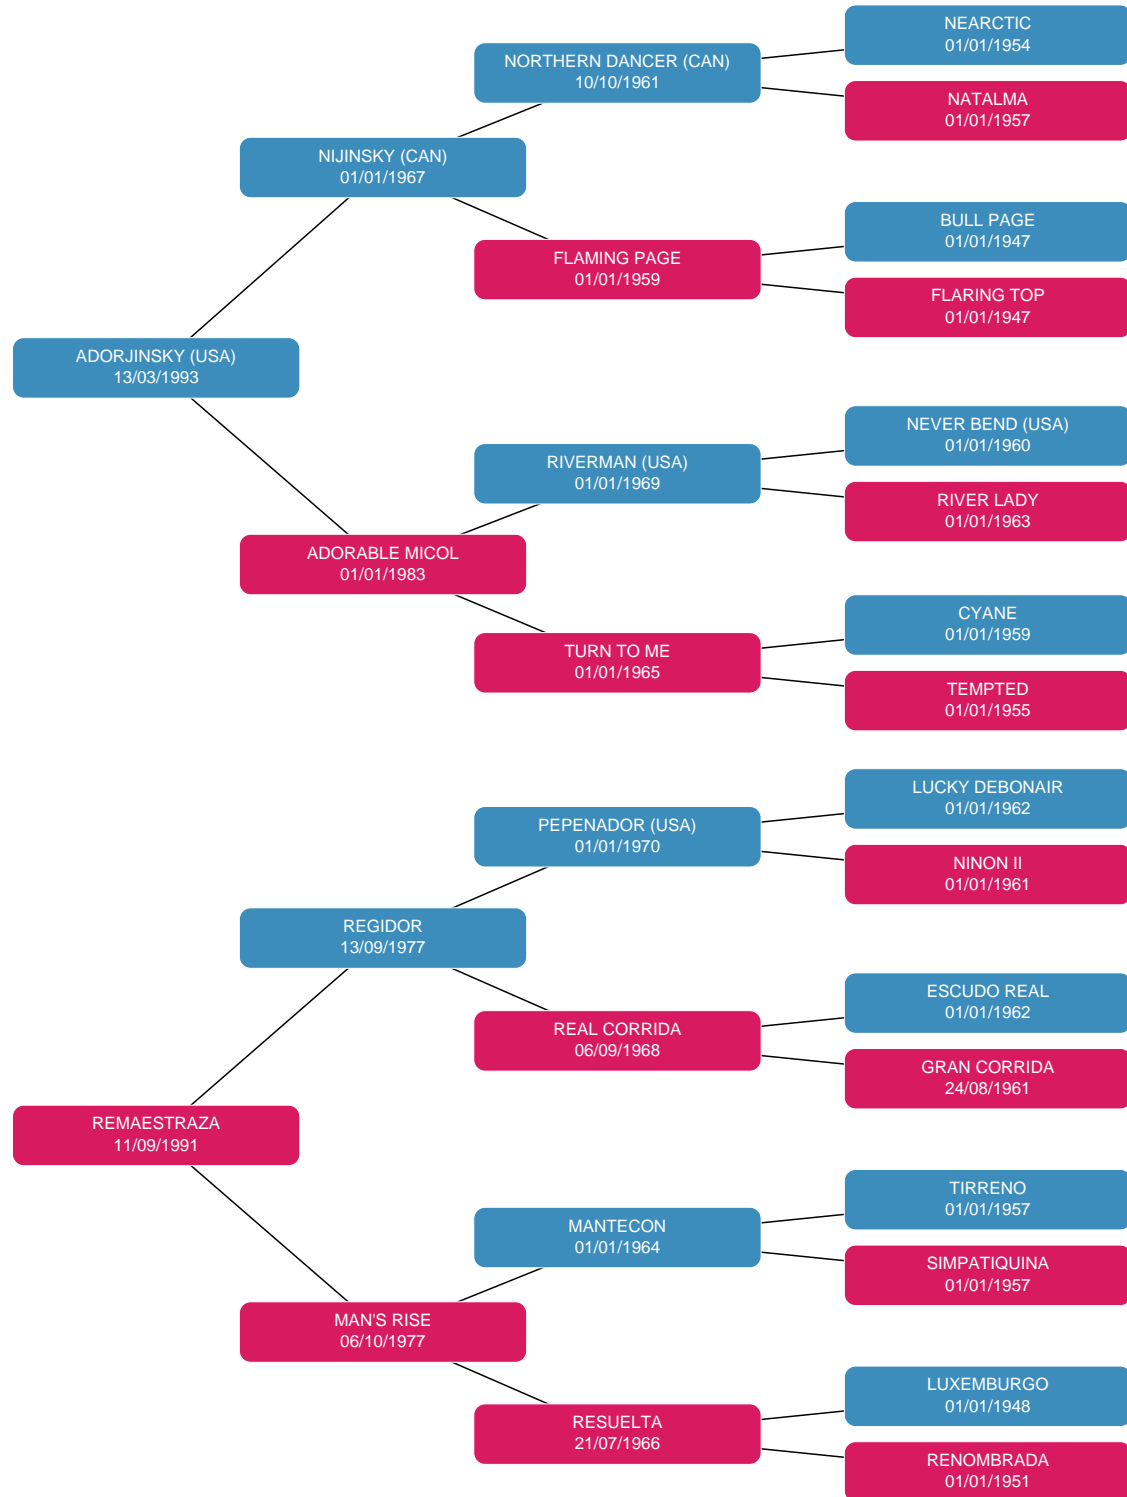 NEARCTIC
01/01/1954
NORTHERN DANCER (CAN)
10/10/1961
NATALMA
01/01/1957
NIJINSKY (CAN)
01/01/1967
BULL PAGE
01/01/1947
FLAMING PAGE
01/01/1959
FLARING TOP
01/01/1947
ADORJINSKY (USA)
13/03/1993
NEVER BEND (USA)
01/01/1960
RIVERMAN (USA)
01/01/1969
RIVER LADY
01/01/1963
ADORABLE MICOL
01/01/1983
CYANE
01/01/1959
TURN TO ME
01/01/1965
TEMPTED
01/01/1955
LUCKY DEBONAIR
01/01/1962
PEPENADOR (USA)
01/01/1970
NINON II
01/01/1961
REGIDOR
13/09/1977
ESCUDO REAL
01/01/1962
REAL CORRIDA
06/09/1968
GRAN CORRIDA
24/08/1961
REMAESTRAZA
11/09/1991
TIRRENO
01/01/1957
MANTECON
01/01/1964
SIMPATIQUINA
01/01/1957
MAN'S RISE
06/10/1977
LUXEMBURGO
01/01/1948
RESUELTA
21/07/1966
RENOMBRADA
01/01/1951